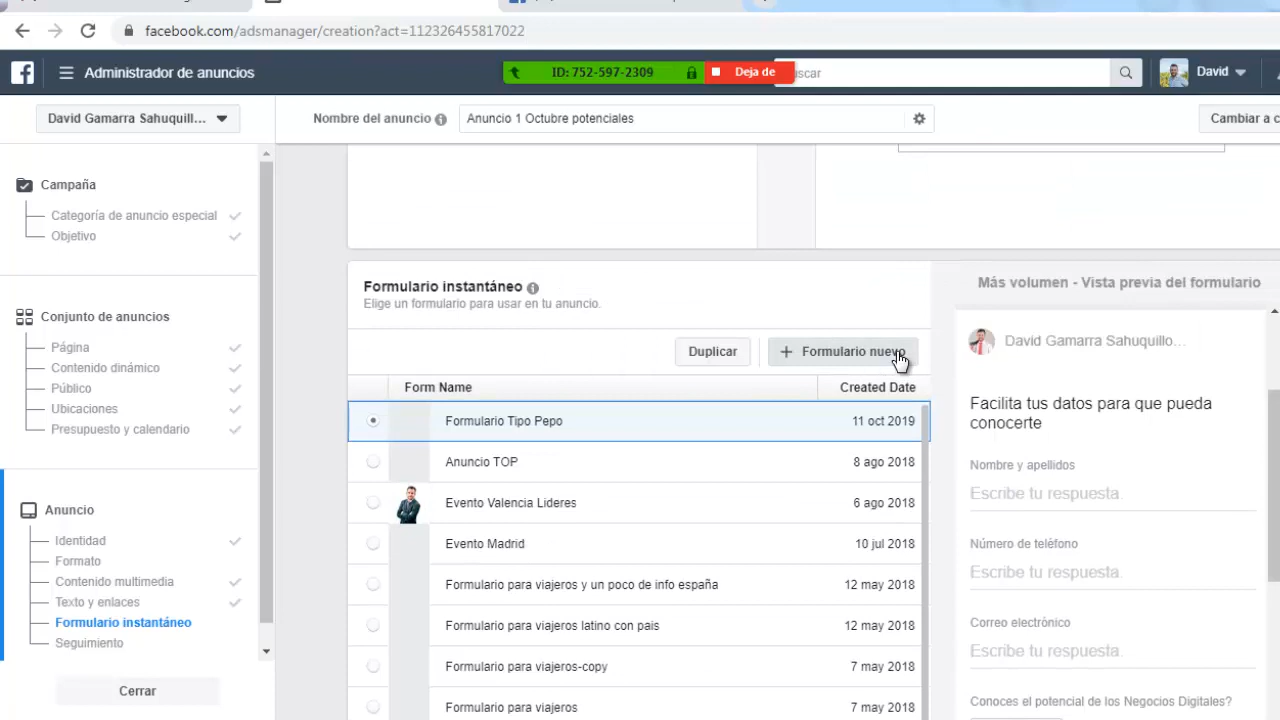 facebook.com/adsmanager/creation?act=112326455817022
Administrador de anuncios
ID: 752-597-2309
Deja de
uscar
David
David Gamarra Sahuquill...
Nombre del anuncio
Anuncio 1 Octubre potenciales
Cambiar a c
Campaña
Categoría de anuncio especial
Objetivo
Conjunto de anuncios
Página
Contenido dinámico
Público
Ubicaciones
Presupuesto y calendario
Anuncio
Identidad
Formato
Contenido multimedia
Texto y enlaces
Formulario instantáneo
Seguimiento
Cerrar
Formulario instantáneo
Elige un formulario para usar en tu anuncio.
Duplicar
+ Formulario nuevo
Form Name
Created Date
Formulario Tipo Pepo
11 oct 2019
Anuncio TOP
8 ago 2018
Evento Valencia Lideres
6 ago 2018
Evento Madrid
10 jul 2018
Formulario para viajeros y un poco de info españa
12 may 2018
Formulario para viajeros latino con pais
12 may 2018
Formulario para viajeros-copy
7 may 2018
Formulario para viajeros
7 may 2018
Más volumen - Vista previa del formulario
David Gamarra Sahuquillo...
Facilita tus datos para que pueda
conocerte
Nombre y apellidos
Escribe tu respuesta.
Número de teléfono
Escribe tu respuesta.
Correo electrónico
Escribe tu respuesta.
Conoces el potencial de los Negocios Digitales?